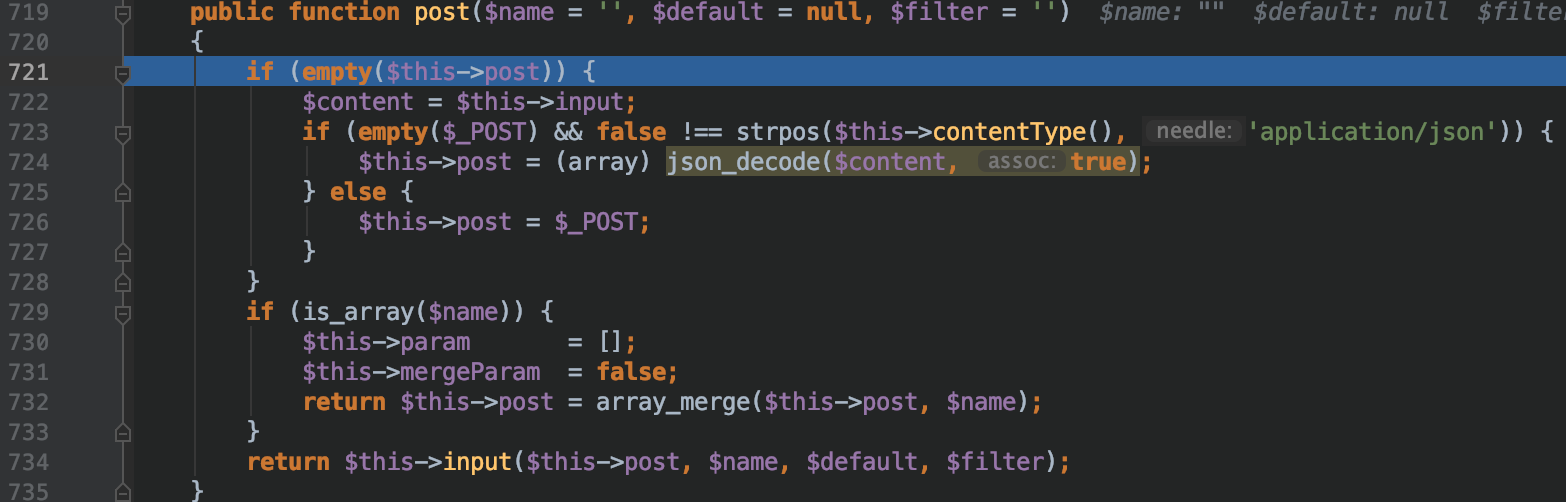 719 public function post($name = '', $default = null, $filter = '') $name: "" $default: null $filter
720 {
721 if (empty($this->post)) {
722 $content = $this->input;
723 if (empty($_POST) && false !== strpos($this->contentType(), needle: 'application/json')) {
724 $this->post = (array) json_decode($content, assoc: true);
725 } else {
726 $this->post = $_POST;
727 }
728 }
729 if (is_array($name)) {
730 $this->param = [];
731 $this->mergeParam = false;
732 return $this->post = array_merge($this->post, $name);
733 }
734 return $this->input($this->post, $name, $default, $filter);
735 }